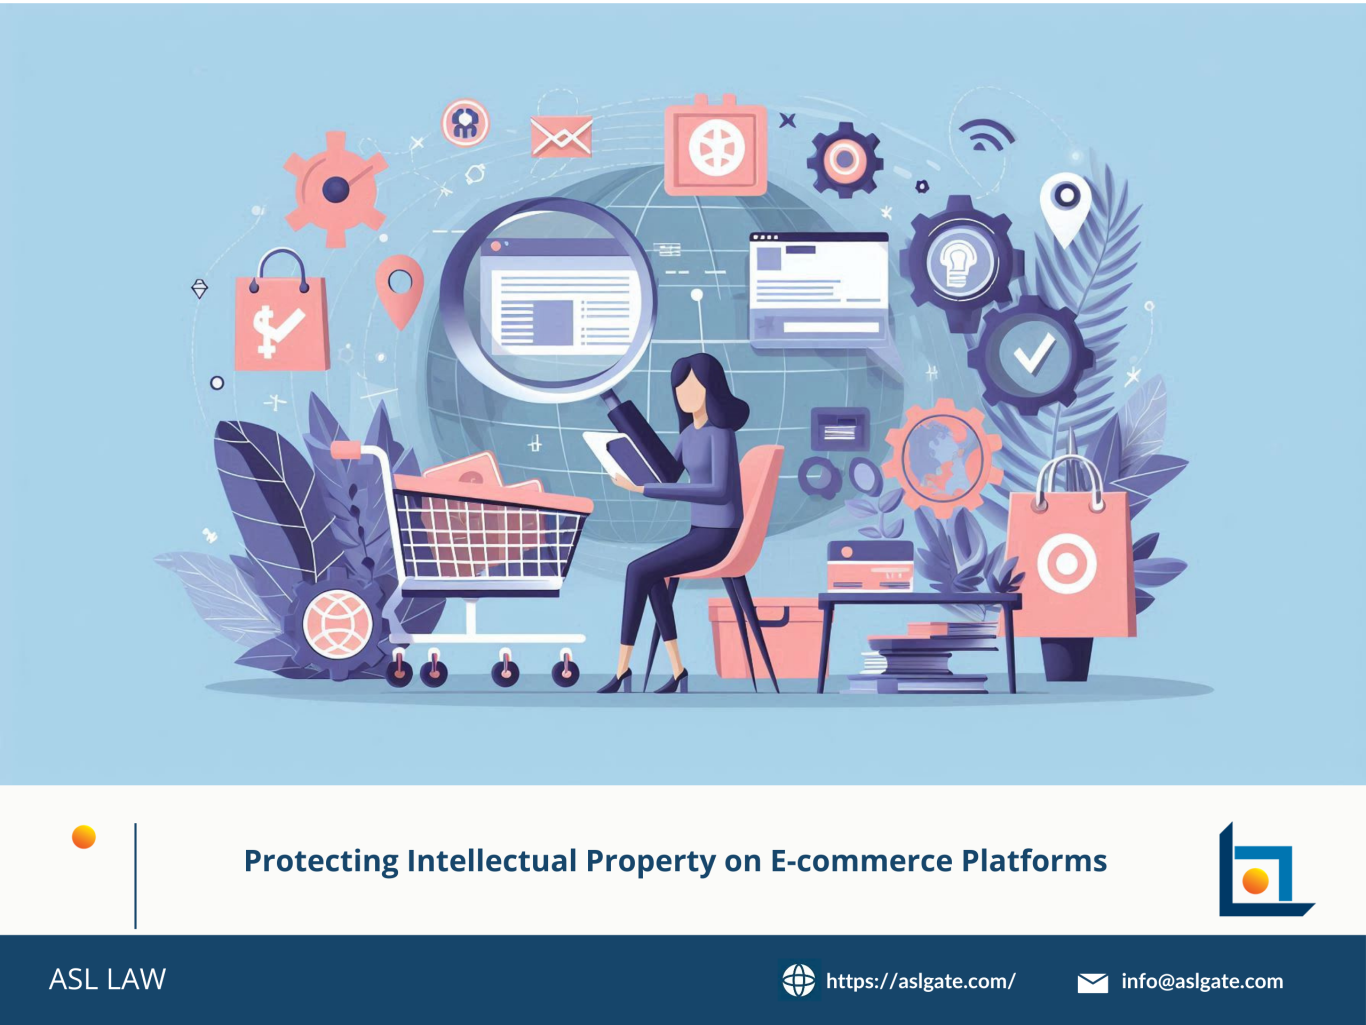 Protecting Intellectual Property on E-commerce Platforms
ASL LAW
https://aslgate.com/
info@aslgate.com